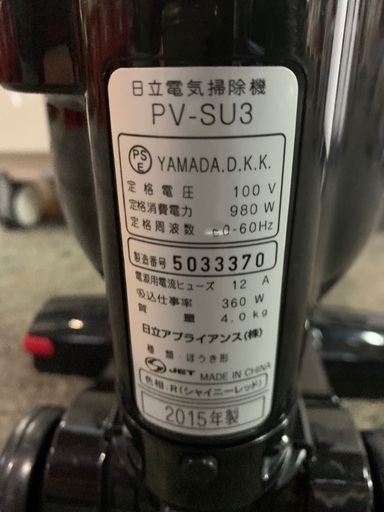 日立電気掃除機
PV-SU3
PSE YAMADA.D.K.K.
定格電圧 100 V
定格消費電力 980 W
定格周波数 0-60Hz
製造番号 5033370
電源用電流ヒューズ 12 A
吸込仕事率 360 W
質量 4.0kg
日立アプライアンス(株)
種類:ほうき形
JET MADE IN CHINA
色相:R(シャイニーレッド)
2015年製